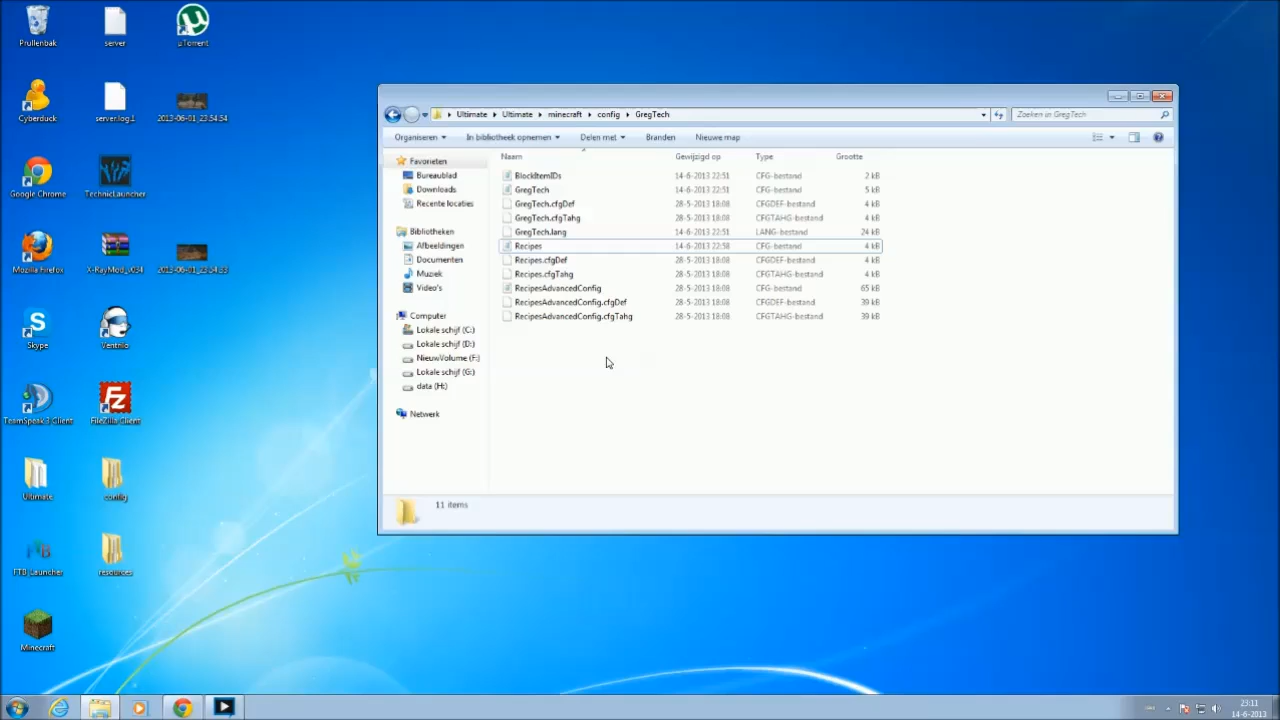 Prullenbak
server
uTorrent
Cyberduck
server.log.1
2013-06-01_23.54.54
Google Chrome
TechnicLauncher
Mozilla Firefox
X-RayMod_v034
Skype
Ventrilo
TeamSpeak 3 Client
FileZilla Client
Ultimate
config
FTB Launcher
resources
Minecraft
Ultimate
Ultimate
minecraft
config
GregTech
Zoeken in GregTech
Organiseren
In bibliotheek opnemen
Delen met
Branden
Nieuwe map
Favorieten
Bureaublad
Downloads
Recente locaties
Bibliotheken
Afbeeldingen
Documenten
Muziek
Video's
Computer
Lokale schijf (C:)
Lokale schijf (D:)
NieuwVolume (F:)
Lokale schijf (G:)
data (H:)
Netwerk
Naam Gewijzigd op Type Grootte
BlockItemIDs 14-6-2013 22:51 CFG-bestand 2 kB
GregTech 14-6-2013 22:51 CFG-bestand 5 kB
GregTech.cfgDef 28-5-2013 18:08 CFGDEF-bestand 4 kB
GregTech.cfgTahg 28-5-2013 18:08 CFGTAHG-bestand 4 kB
GregTech.lang 14-6-2013 22:51 LANG-bestand 24 kB
Recipes 14-6-2013 22:58 CFG-bestand 4 kB
Recipes.cfgDef 28-5-2013 18:08 CFGDEF-bestand 4 kB
Recipes.cfgTahg 28-5-2013 18:08 CFGTAHG-bestand 4 kB
RecipesAdvancedConfig 28-5-2013 18:08 CFG-bestand 65 kB
RecipesAdvancedConfig.cfgDef 28-5-2013 18:08 CFGDEF-bestand 39 kB
RecipesAdvancedConfig.cfgTahg 28-5-2013 18:08 CFGTAHG-bestand 39 kB
11 items
23:11
14-6-2013